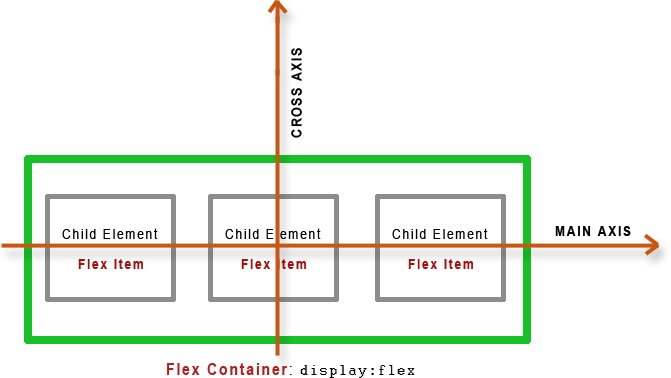 CROSS AXIS
Child Element
Flex Item
Child Element
Flex Item
Child Element
Flex Item
MAIN AXIS
Flex Container: display:flex